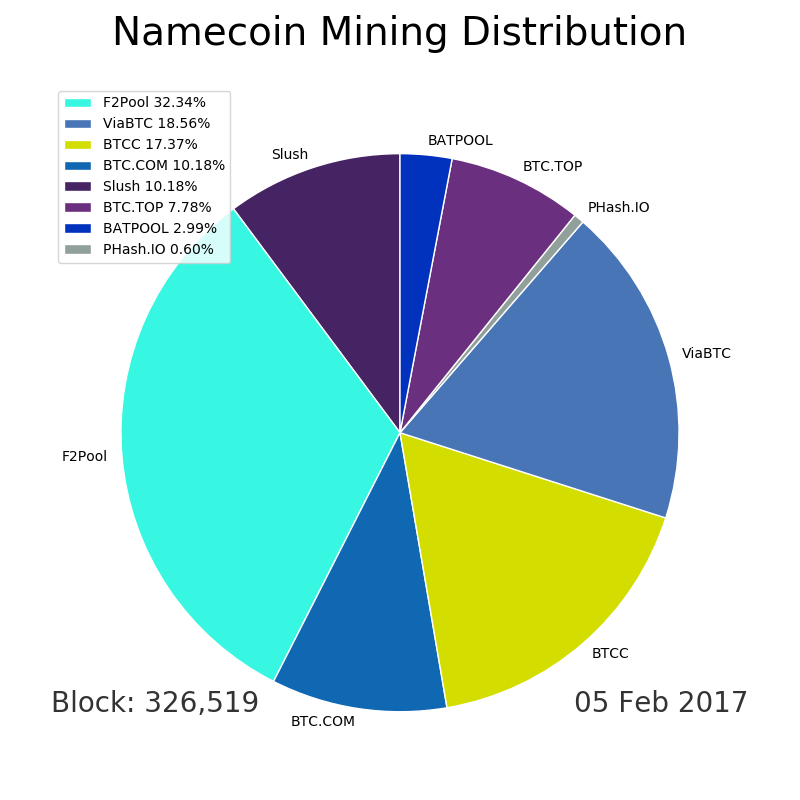 Namecoin Mining Distribution
F2Pool 32.34%
ViaBTC 18.56%
BTCC 17.37%
BTC.COM 10.18%
Slush 10.18%
BTC.TOP 7.78%
BATPOOL 2.99%
PHash.IO 0.60%
BATPOOL
Slush
BTC.TOP
PHash.IO
ViaBTC
F2Pool
BTCC
BTC.COM
Block: 326,519
05 Feb 2017